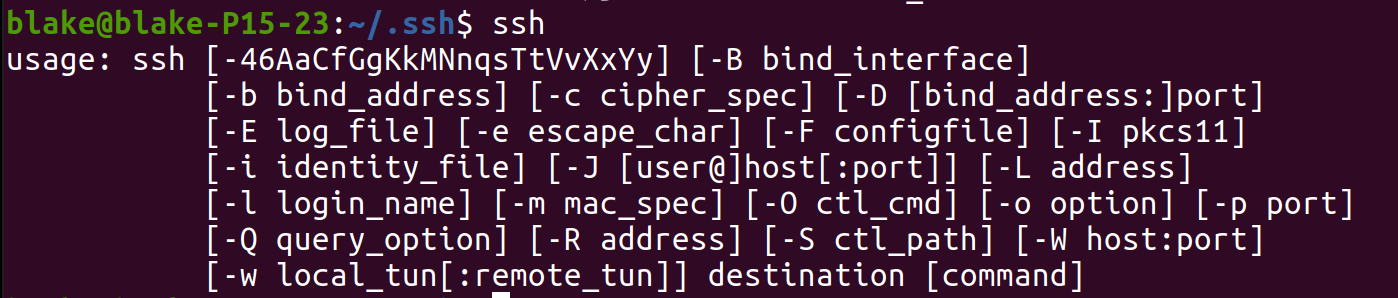 blake@blake-P15-23:~/.ssh$ ssh
usage: ssh [-46AaCfGgKkMNnqsTtVvXxYy] [-B bind_interface]
           [-b bind_address] [-c cipher_spec] [-D [bind_address:]port]
           [-E log_file] [-e escape_char] [-F configfile] [-I pkcs11]
           [-i identity_file] [-J [user@]host[:port]] [-L address]
           [-l login_name] [-m mac_spec] [-O ctl_cmd] [-o option] [-p port]
           [-Q query_option] [-R address] [-S ctl_path] [-W host:port]
           [-w local_tun[:remote_tun]] destination [command]